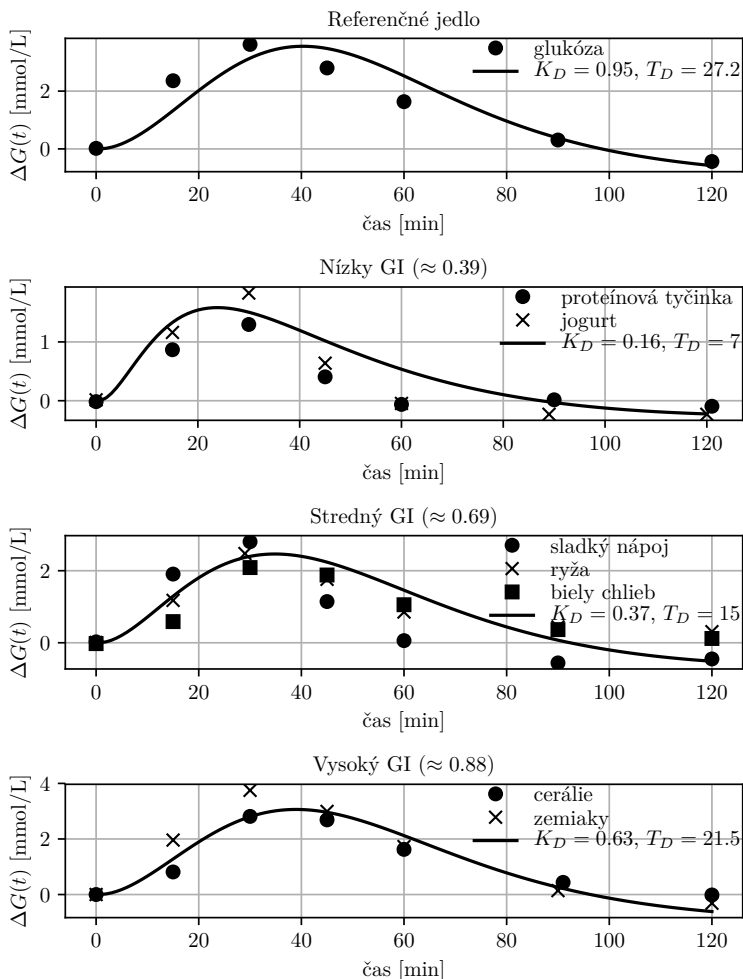 Referenčné jedlo
ΔG(t) [mmol/L]
2
0
glukóza
K_D = 0.95, T_D = 27.2
0 20 40 60 80 100 120
čas [min]
Nízky GI (≈ 0.39)
ΔG(t) [mmol/L]
1
0
proteínová tyčinka
jogurt
K_D = 0.16, T_D = 7
0 20 40 60 80 100 120
čas [min]
Stredný GI (≈ 0.69)
ΔG(t) [mmol/L]
2
0
sladký nápoj
ryža
biely chlieb
K_D = 0.37, T_D = 15
0 20 40 60 80 100 120
čas [min]
Vysoký GI (≈ 0.88)
ΔG(t) [mmol/L]
4
2
0
cerálie
zemiaky
K_D = 0.63, T_D = 21.5
0 20 40 60 80 100 120
čas [min]